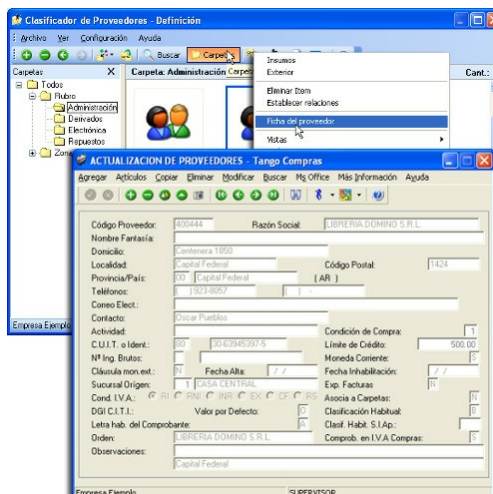 Clasificador de Proveedores - Definición
Archivo Ver Configuración Ayuda
Buscar Carpetas
Carpetas X Carpeta: Administración Cant.:
Todos
Rubro
Administración
Derivados
Electrónica
Repuestos
Insumos
Exterior
Eliminar Item
Establecer relaciones
Ficha del proveedor
Vistas
ACTUALIZACION DE PROVEEDORES - Tango Compras
Agregar Artículos Copiar Eliminar Modificar Buscar Ms Office Más Información Ayuda
Código Proveedor: 400444 Razón Social: LIBRERIA DOMINO S.R.L.
Nombre Fantasía:
Domicilio: Centenera 1850
Localidad: Capital Federal Código Postal: 1424
Provincia/País: 00 Capital Federal ( AR )
Teléfonos: ( ) 923-8057 ( ) -
Correo Elect.:
Contacto: Oscar Pueblos
Actividad: Condición de Compra: 1
C.U.I.T. o Ident.: 80 30-63945397-5 Límite de Crédito: 500.00
Nº Ing. Brutos: Moneda Corriente: S
Cláusula mon.ext.: N Fecha Alta: / / Fecha Inhabilitación: / /
Sucursal Origen: 1 CASA CENTRAL Exp. Facturas N
Cond. I.V.A.: RI RNI INR EX CF RS Asocia a Carpetas: N
DGI C.I.T.I.: Valor por Defecto: O Clasificación Habitual: B
Letra hab. del Comprobante: A Clasif. Habit. S.I.Ap.:
Orden: LIBRERIA DOMINO S.R.L. Comprob. en I.V.A Compras: S
Observaciones:
Capital Federal
Empresa Ejemplo
Empresa Ejemplo SUPERVISOR